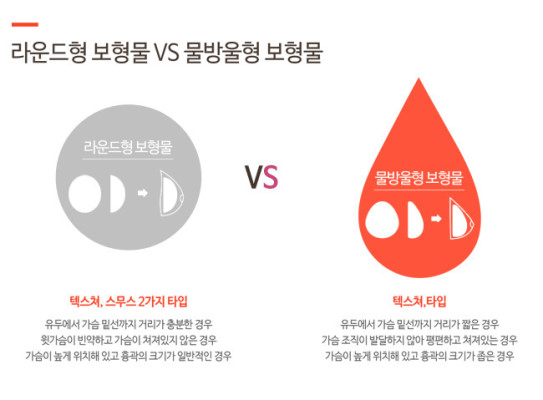 라운드형 보형물 VS 물방울형 보형물
라운드형 보형물
VS
물방울형 보형물
텍스쳐, 스무스 2가지 타입
유두에서 가슴 밑선까지 거리가 충분한 경우
윗가슴이 빈약하고 가슴이 쳐져있지 않은 경우
가슴이 높게 위치해 있고 흉곽의 크기가 일반적인 경우
텍스쳐,타입
유두에서 가슴 밑선까지 거리가 짧은 경우
가슴 조직이 발달하지 않아 평편하고 쳐져있는 경우
가슴이 높게 위치해 있고 흉곽의 크기가 좁은 경우